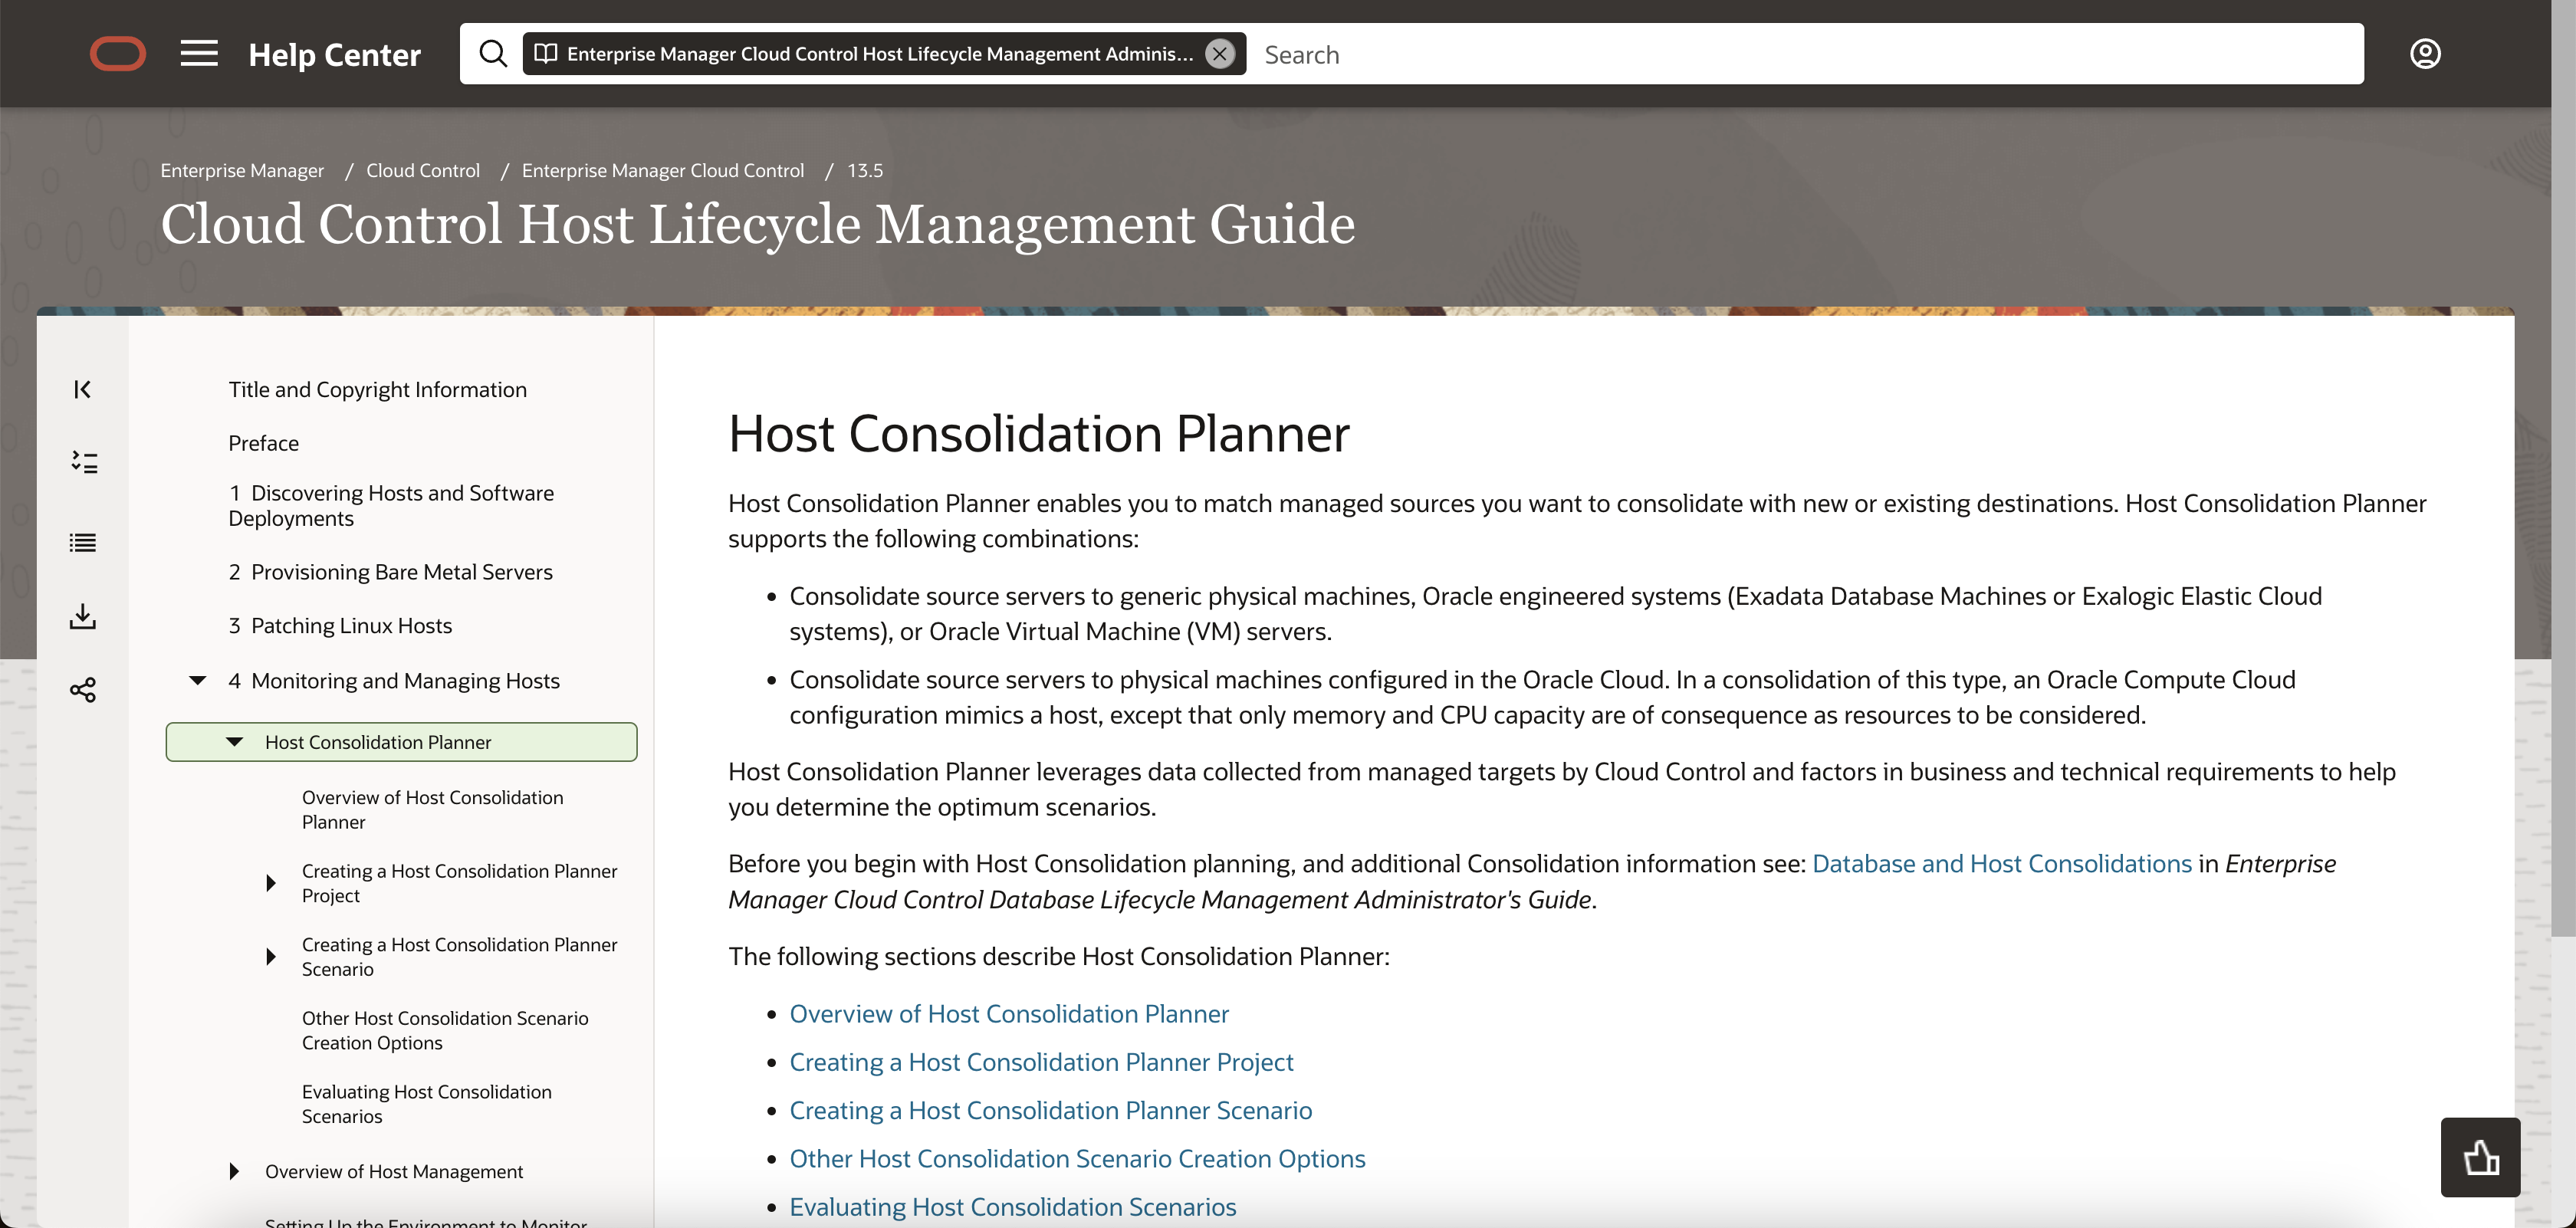 Help Center
Enterprise Manager Cloud Control Host Lifecycle Management Adminis...
Search
Enterprise Manager / Cloud Control / Enterprise Manager Cloud Control / 13.5
Cloud Control Host Lifecycle Management Guide
Title and Copyright Information
Preface
1 Discovering Hosts and Software
Deployments
2 Provisioning Bare Metal Servers
3 Patching Linux Hosts
4 Monitoring and Managing Hosts
Host Consolidation Planner
Overview of Host Consolidation
Planner
Creating a Host Consolidation Planner
Project
Creating a Host Consolidation Planner
Scenario
Other Host Consolidation Scenario
Creation Options
Evaluating Host Consolidation
Scenarios
Overview of Host Management
Setting Up the Environment to Monitor
Host Consolidation Planner
Host Consolidation Planner enables you to match managed sources you want to consolidate with new or existing destinations. Host Consolidation Planner
supports the following combinations:
• Consolidate source servers to generic physical machines, Oracle engineered systems (Exadata Database Machines or Exalogic Elastic Cloud
systems), or Oracle Virtual Machine (VM) servers.
• Consolidate source servers to physical machines configured in the Oracle Cloud. In a consolidation of this type, an Oracle Compute Cloud
configuration mimics a host, except that only memory and CPU capacity are of consequence as resources to be considered.
Host Consolidation Planner leverages data collected from managed targets by Cloud Control and factors in business and technical requirements to help
you determine the optimum scenarios.
Before you begin with Host Consolidation planning, and additional Consolidation information see: Database and Host Consolidations in Enterprise
Manager Cloud Control Database Lifecycle Management Administrator's Guide.
The following sections describe Host Consolidation Planner:
• Overview of Host Consolidation Planner
• Creating a Host Consolidation Planner Project
• Creating a Host Consolidation Planner Scenario
• Other Host Consolidation Scenario Creation Options
• Evaluating Host Consolidation Scenarios